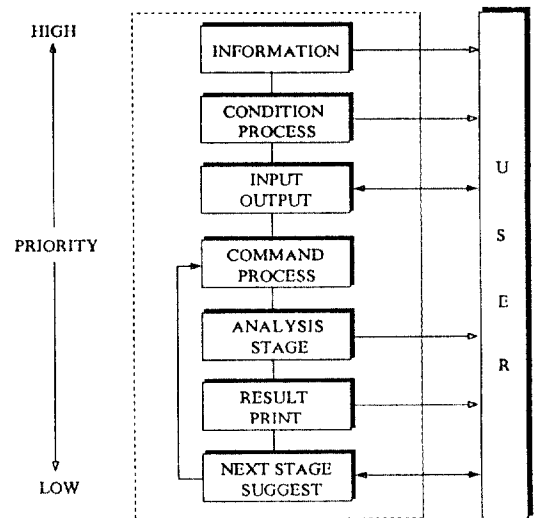 HIGH
PRIORITY
LOW
INFORMATION
CONDITION
PROCESS
INPUT
OUTPUT
COMMAND
PROCESS
ANALYSIS
STAGE
RESULT
PRINT
NEXT STAGE
SUGGEST
U
S
E
R